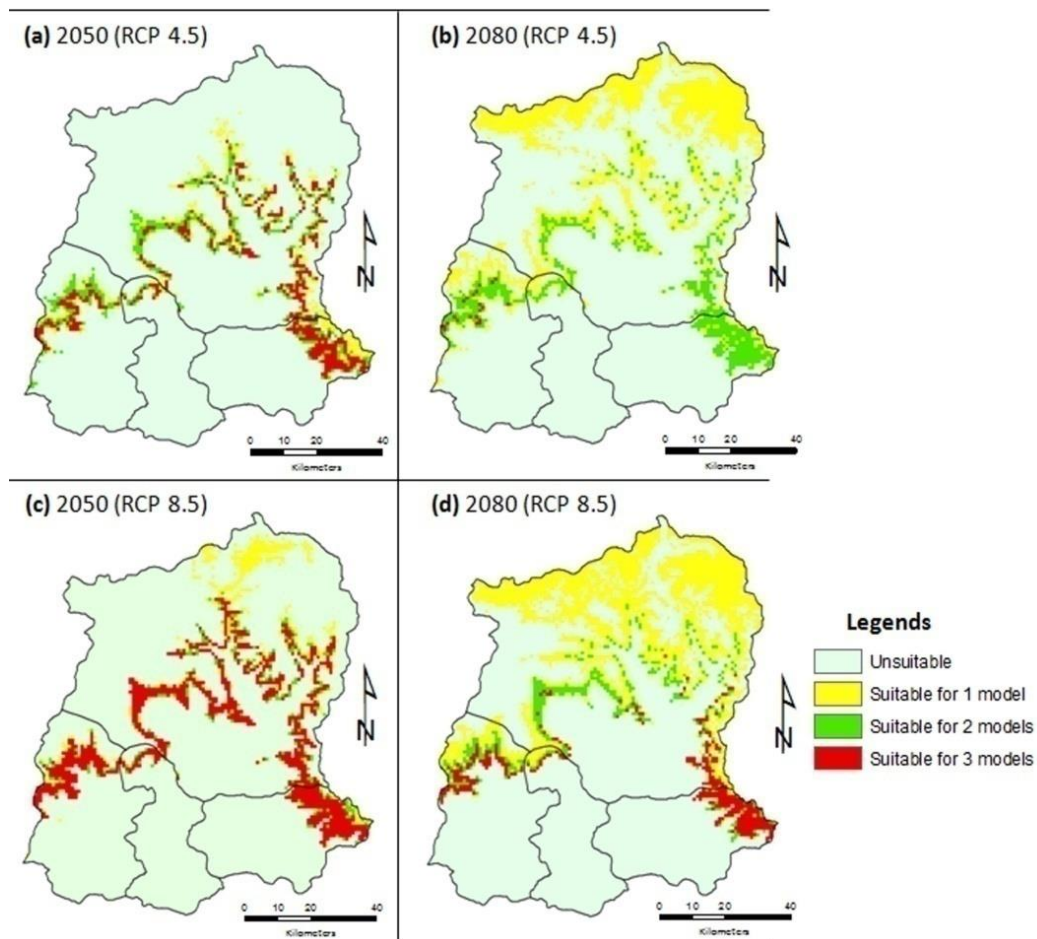 (a) 2050 (RCP 4.5)
N
0 10 20 40
Kilometers
(b) 2080 (RCP 4.5)
N
0 10 20 40
Kilometers
(c) 2050 (RCP 8.5)
N
0 10 20 40
Kilometers
(d) 2080 (RCP 8.5)
N
0 10 20 40
Kilometers
Legends
Unsuitable
Suitable for 1 model
Suitable for 2 models
Suitable for 3 models